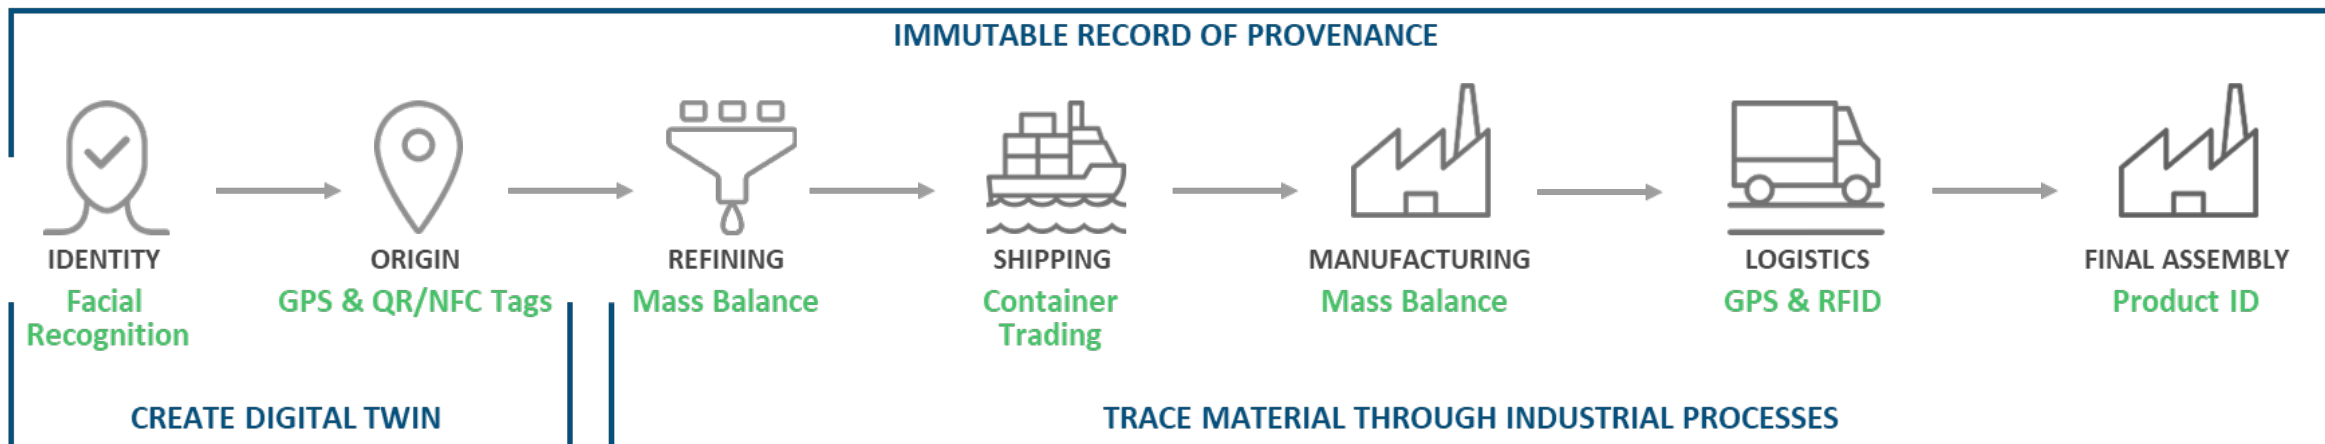 IMMUTABLE RECORD OF PROVENANCE
IDENTITY
Facial
Recognition
ORIGIN
GPS & QR/NFC Tags
REFINING
Mass Balance
SHIPPING
Container
Trading
MANUFACTURING
Mass Balance
LOGISTICS
GPS & RFID
FINAL ASSEMBLY
Product ID
CREATE DIGITAL TWIN
TRACE MATERIAL THROUGH INDUSTRIAL PROCESSES